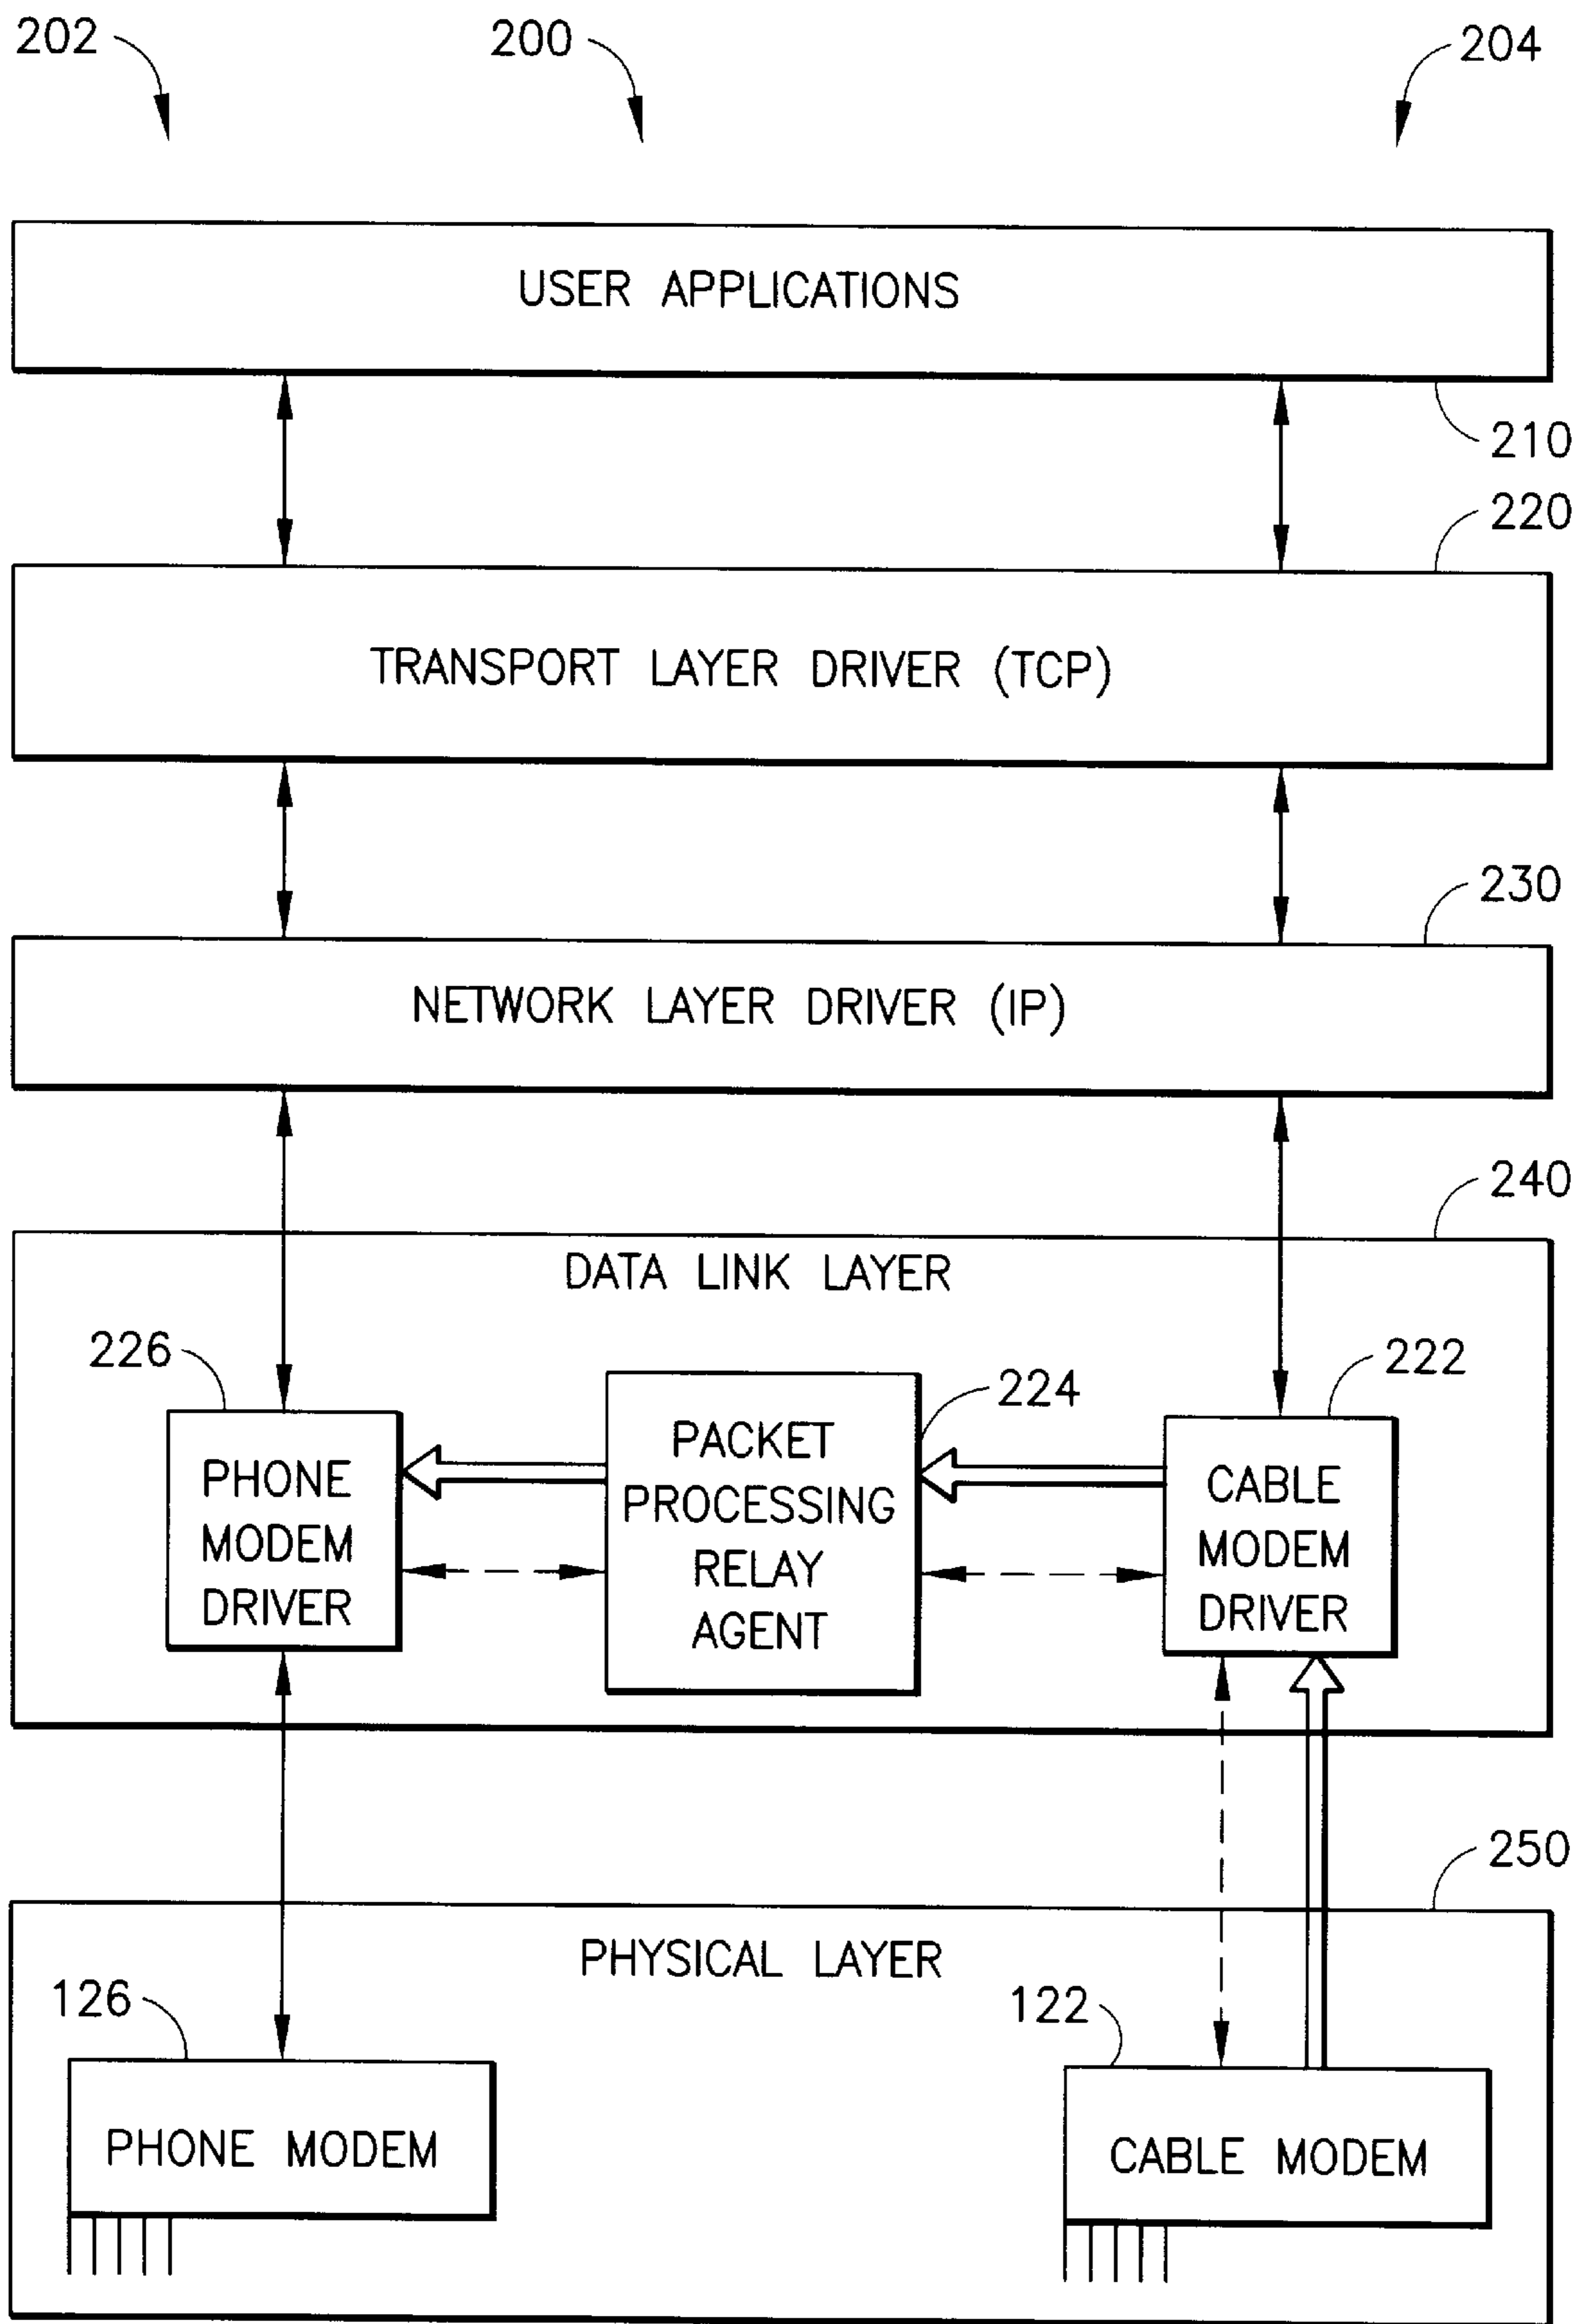 202
200
204
USER APPLICATIONS
210
220
TRANSPORT LAYER DRIVER (TCP)
230
NETWORK LAYER DRIVER (IP)
240
DATA LINK LAYER
226
224
222
PHONE
MODEM
DRIVER
PACKET
PROCESSING
RELAY
AGENT
CABLE
MODEM
DRIVER
250
PHYSICAL LAYER
126
122
PHONE MODEM
CABLE MODEM